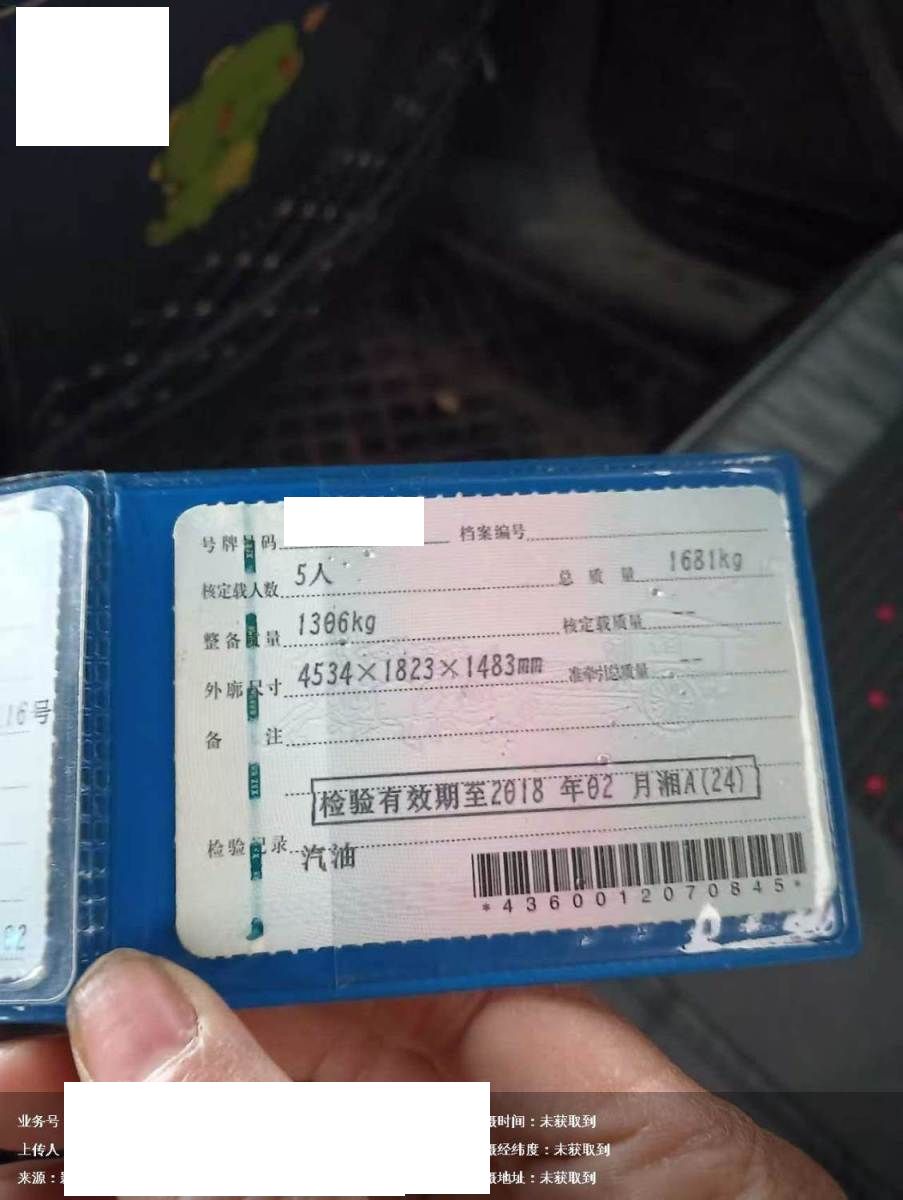 号牌号码 档案编号
核定载人数 5人 总质量 1681kg
整备质量 1306kg 核定载质量 --
外廓尺寸 4534×1823×1483mm 准牵引总质量 --
备注
检验有效期至2018 年02 月湘A(24)
检验记录 汽油
*4360012070845*
16号
业务号 摄时间：未获取到
上传人 摄经纬度：未获取到
来源： 摄地址：未获取到